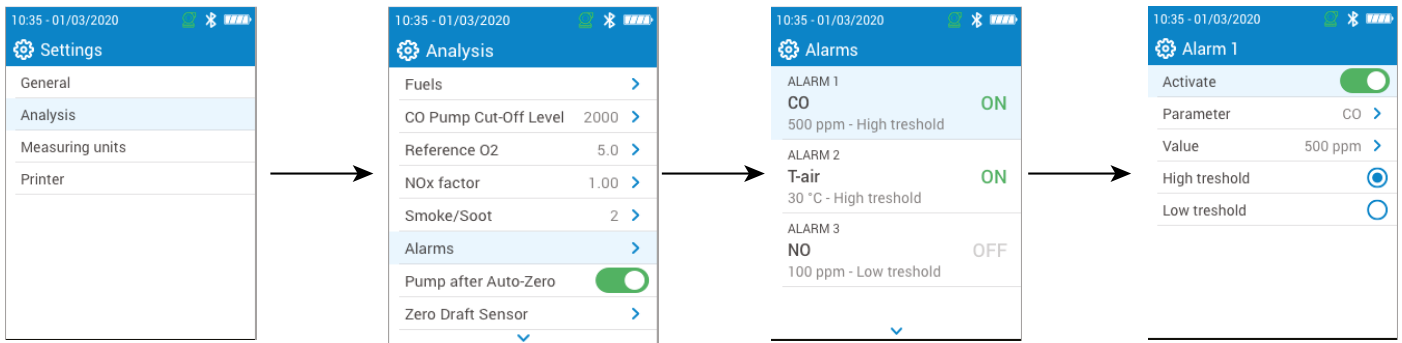 10:35 - 01/03/2020
Settings
General
Analysis
Measuring units
Printer
10:35 - 01/03/2020
Analysis
Fuels
CO Pump Cut-Off Level 2000
Reference O2 5.0
NOx factor 1.00
Smoke/Soot 2
Alarms
Pump after Auto-Zero
Zero Draft Sensor
10:35 - 01/03/2020
Alarms
ALARM 1
CO ON
500 ppm - High treshold
ALARM 2
T-air ON
30 °C - High treshold
ALARM 3
NO OFF
100 ppm - Low treshold
10:35 - 01/03/2020
Alarm 1
Activate
Parameter CO
Value 500 ppm
High treshold
Low treshold